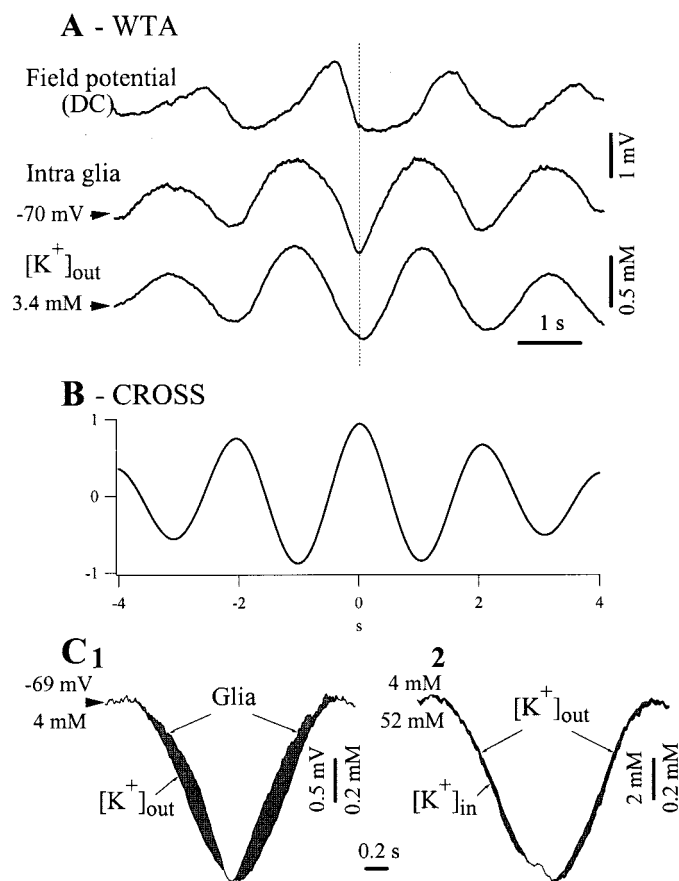 A - WTA
Field potential
(DC)
1 mV
Intra glia
-70 mV
[K+]out
3.4 mM
0.5 mM
1 s
B - CROSS
1
0
-1
-4
-2
0
2
4
s
C1
-69 mV
4 mM
Glia
[K+]out
0.5 mV
0.2 mM
0.2 s
2
4 mM
52 mM
[K+]out
[K+]in
2 mM
0.2 mM